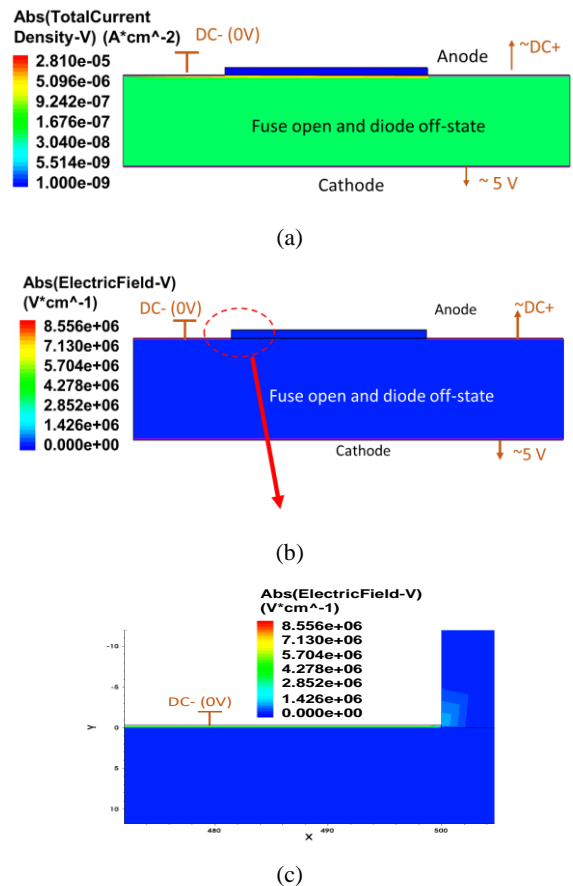 Abs(TotalCurrent
Density-V) (A*cm^-2)
2.810e-05
5.096e-06
9.242e-07
1.676e-07
3.040e-08
5.514e-09
1.000e-09
DC- (0V)
Anode
~DC+
Fuse open and diode off-state
Cathode
~ 5 V
(a)
Abs(ElectricField-V)
(V*cm^-1)
8.556e+06
7.130e+06
5.704e+06
4.278e+06
2.852e+06
1.426e+06
0.000e+00
DC- (0V)
Anode
~DC+
Fuse open and diode off-state
Cathode
~5 V
(b)
Abs(ElectricField-V)
(V*cm^-1)
8.556e+06
7.130e+06
5.704e+06
4.278e+06
2.852e+06
1.426e+06
0.000e+00
DC- (0V)
-10
-5
0
5
10
Y
480
490
500
X
(c)